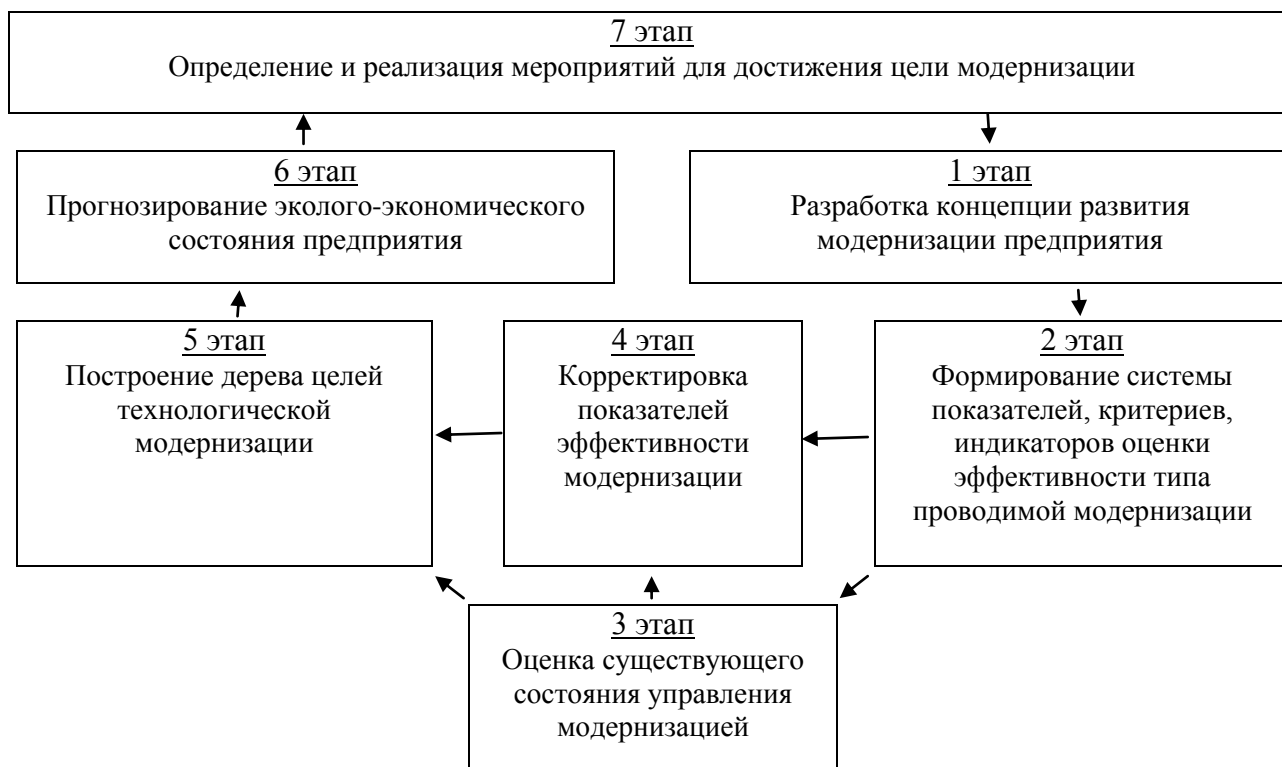 7 этап
Определение и реализация мероприятий для достижения цели модернизации
6 этап
Прогнозирование эколого-экономического
состояния предприятия
1 этап
Разработка концепции развития
модернизации предприятия
5 этап
Построение дерева целей
технологической
модернизации
4 этап
Корректировка
показателей
эффективности
модернизации
2 этап
Формирование системы
показателей, критериев,
индикаторов оценки
эффективности типа
проводимой модернизации
3 этап
Оценка существующего
состояния управления
модернизацией